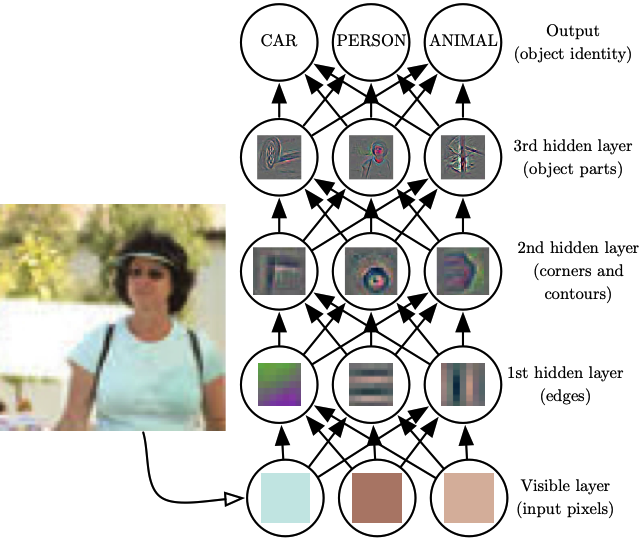 CAR PERSON ANIMAL
Output
(object identity)
3rd hidden layer
(object parts)
2nd hidden layer
(corners and
contours)
1st hidden layer
(edges)
Visible layer
(input pixels)